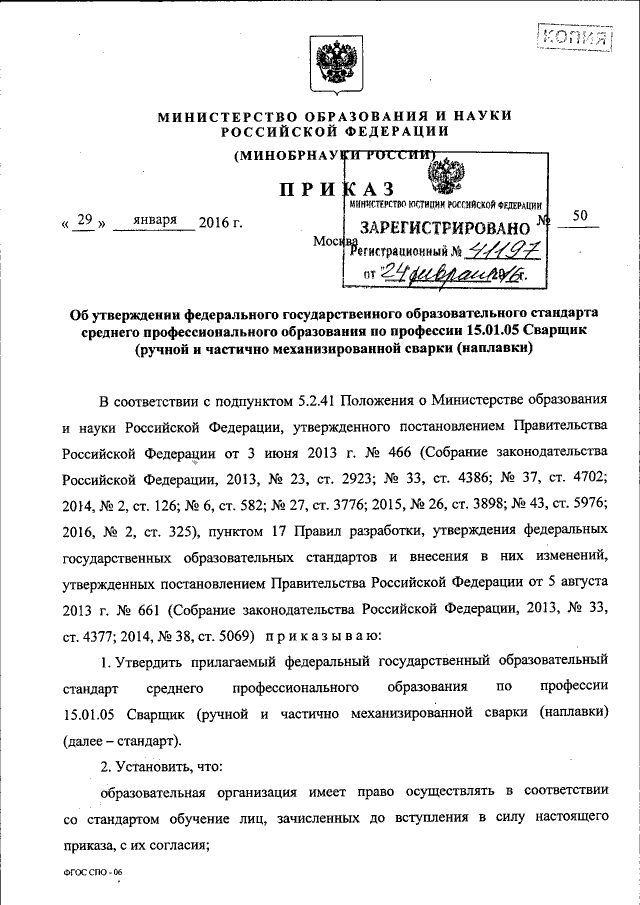 КОПИЯ
МИНИСТЕРСТВО ОБРАЗОВАНИЯ И НАУКИ
РОССИЙСКОЙ ФЕДЕРАЦИИ
(МИНОБРНАУКИ РОССИИ)
ПРИКАЗ
МИНИСТЕРСТВО ЮСТИЦИИ РОССИЙСКОЙ ФЕДЕРАЦИИ
ЗАРЕГИСТРИРОВАНО
Регистрационный № 41197
от "24 февраля 2016г.
« 29 » января 2016 г. № 50
Москва
Об утверждении федерального государственного образовательного стандарта
среднего профессионального образования по профессии 15.01.05 Сварщик
(ручной и частично механизированной сварки (наплавки)
В соответствии с подпунктом 5.2.41 Положения о Министерстве образования
и науки Российской Федерации, утвержденного постановлением Правительства
Российской Федерации от 3 июня 2013 г. № 466 (Собрание законодательства
Российской Федерации, 2013, № 23, ст. 2923; № 33, ст. 4386; № 37, ст. 4702;
2014, № 2, ст. 126; № 6, ст. 582; № 27, ст. 3776; 2015, № 26, ст. 3898; № 43, ст. 5976;
2016, № 2, ст. 325), пунктом 17 Правил разработки, утверждения федеральных
государственных образовательных стандартов и внесения в них изменений,
утвержденных постановлением Правительства Российской Федерации от 5 августа
2013 г. № 661 (Собрание законодательства Российской Федерации, 2013, № 33,
ст. 4377; 2014, № 38, ст. 5069) приказываю:
1. Утвердить прилагаемый федеральный государственный образовательный
стандарт среднего профессионального образования по профессии
15.01.05 Сварщик (ручной и частично механизированной сварки (наплавки)
(далее – стандарт).
2. Установить, что:
образовательная организация имеет право осуществлять в соответствии
со стандартом обучение лиц, зачисленных до вступления в силу настоящего
приказа, с их согласия;
ФГОС СПО - 06